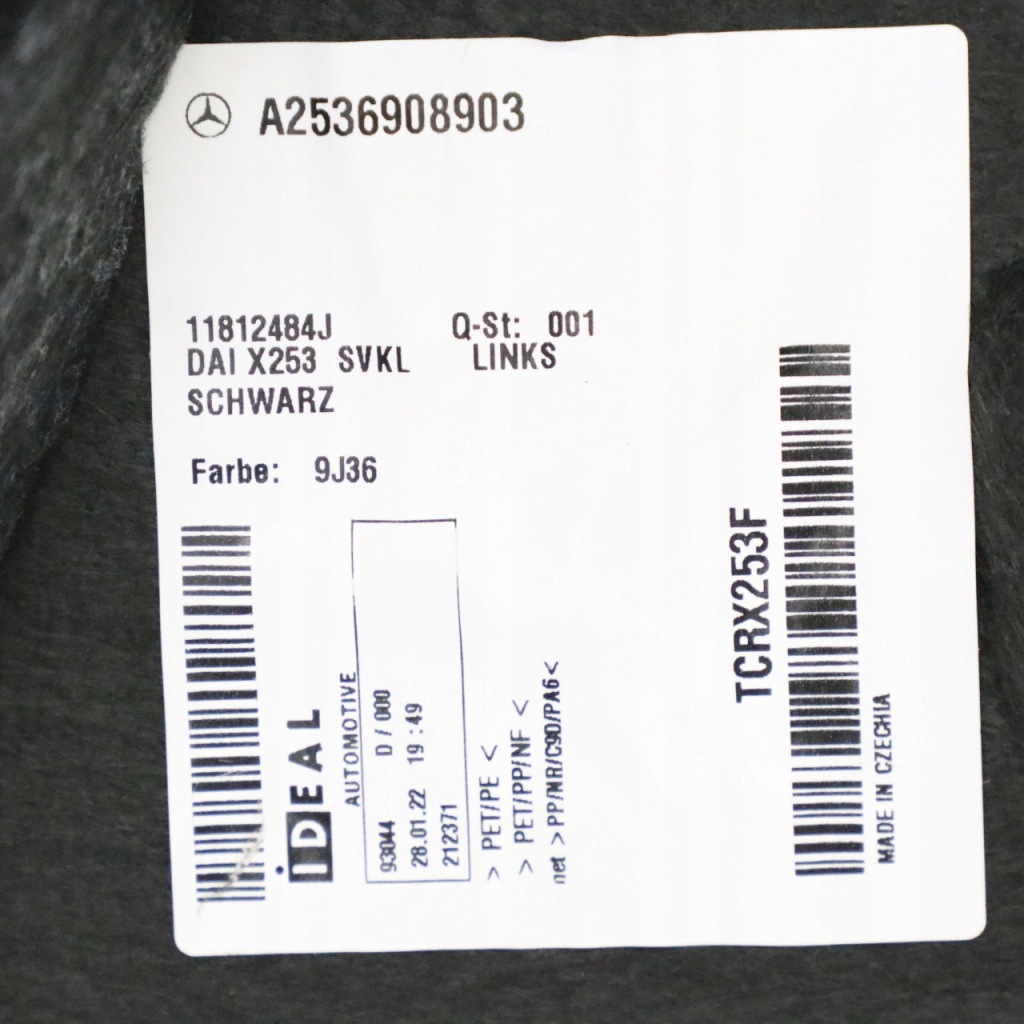 A2536908903
11812484J Q-St: 001
DAI X253 SVKL LINKS
SCHWARZ
Farbe: 9J36
iDEAL
AUTOMOTIVE
93044 D / 000
28.01.22 19 : 49
212371
> PET/PE <
> PET/PP/NF <
net >PP/NR/C90/PA6<
TCRX253F
MADE IN CZECHIA